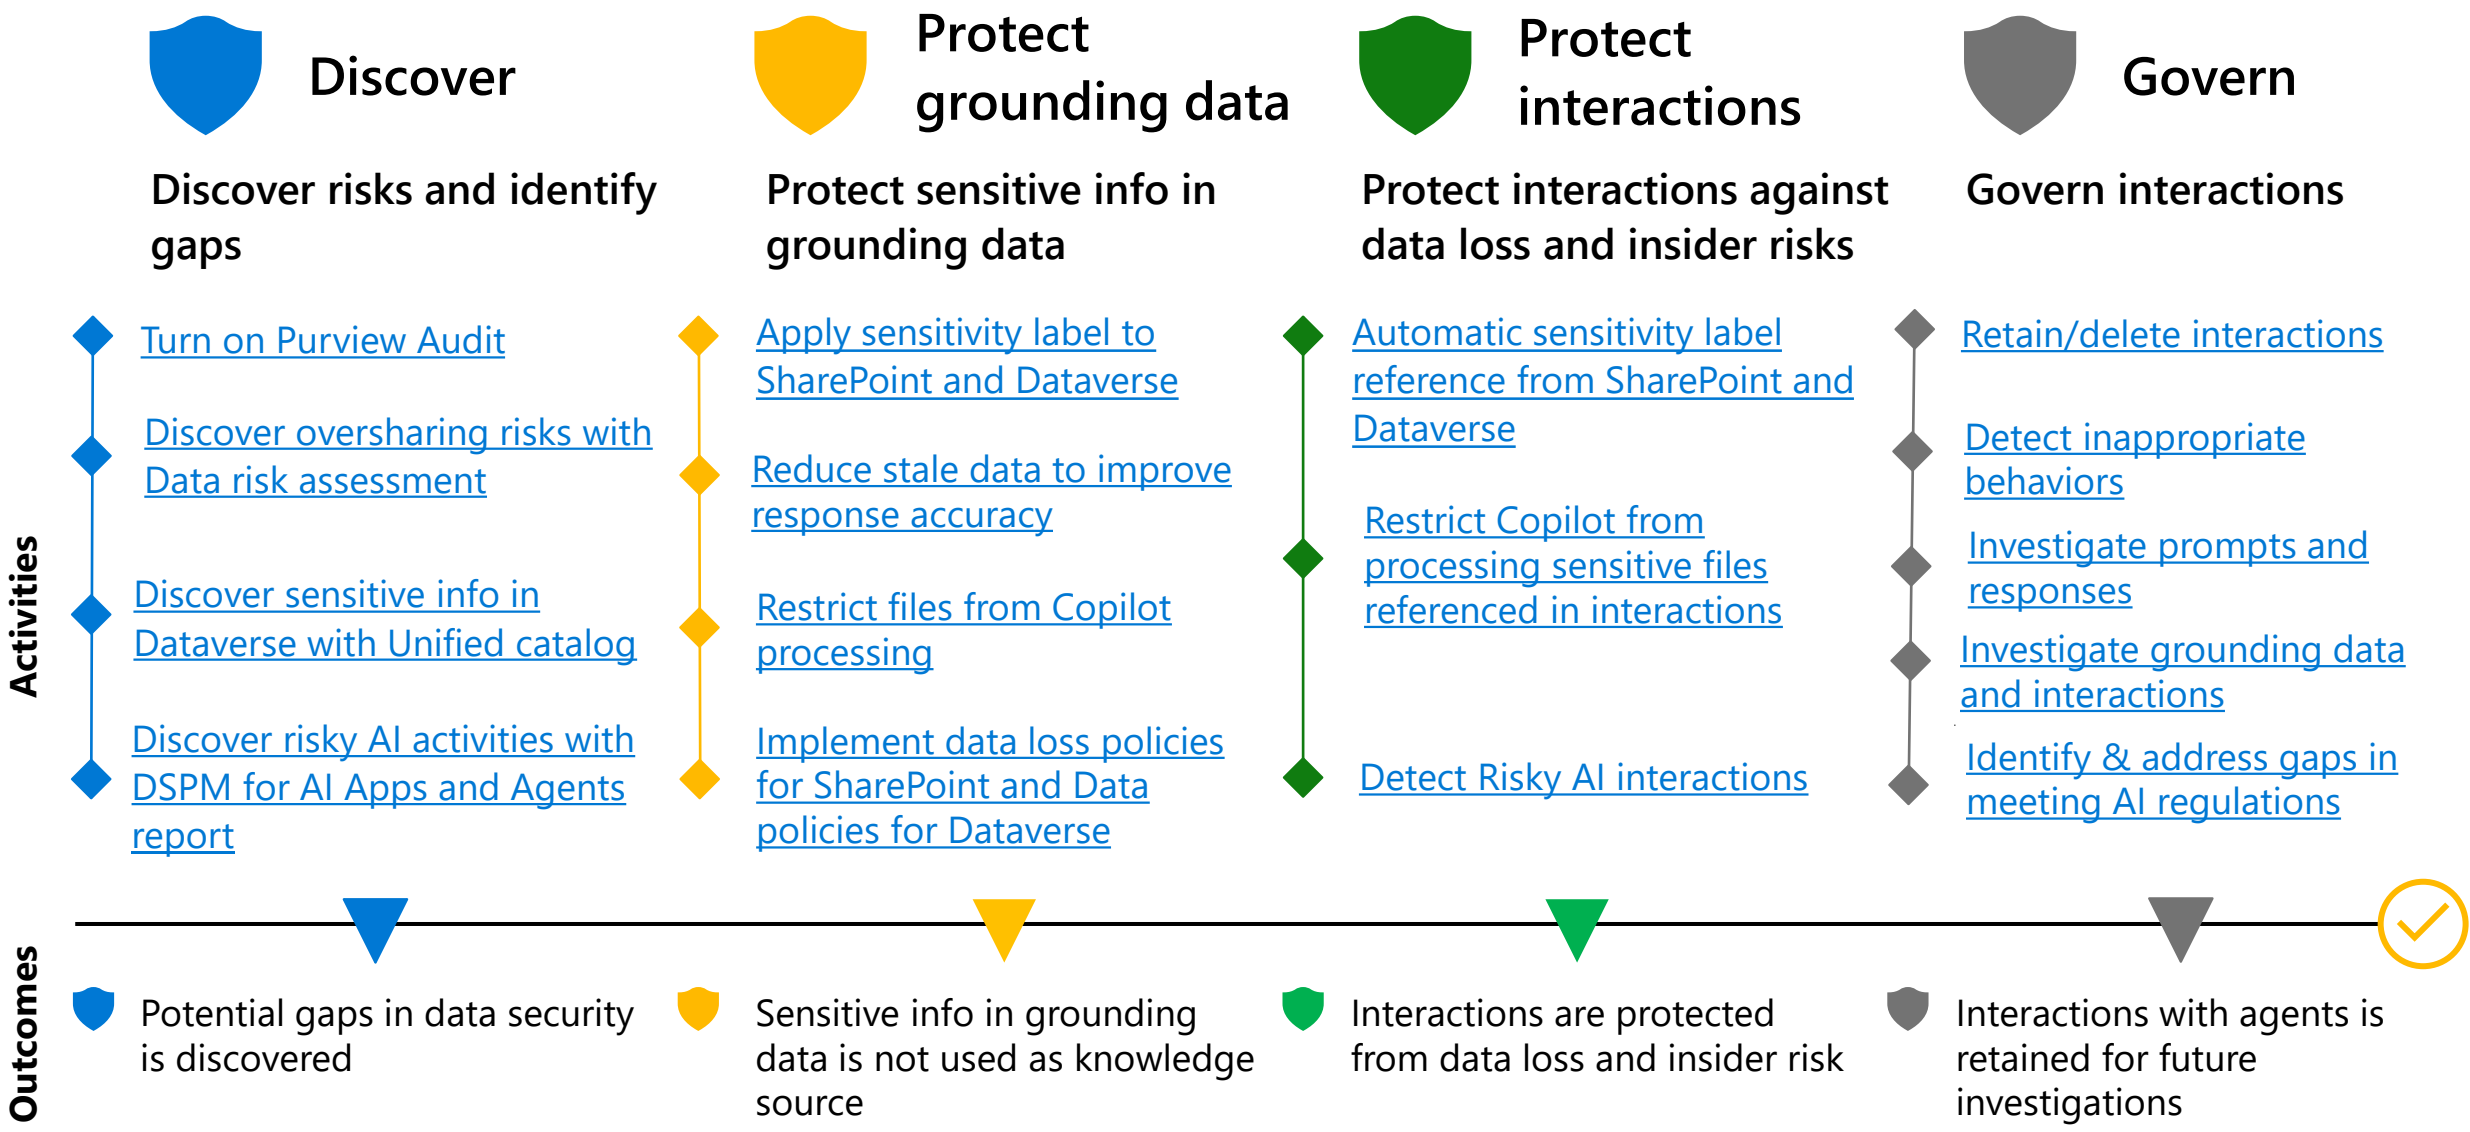 Discover
Discover risks and identify
gaps
Protect
grounding data
Protect sensitive info in
grounding data
Protect
interactions
Protect interactions against
data loss and insider risks
Govern
Govern interactions
Activities
Turn on Purview Audit
Discover oversharing risks with
Data risk assessment
Discover sensitive info in
Dataverse with Unified catalog
Discover risky AI activities with
DSPM for AI Apps and Agents
report
Apply sensitivity label to
SharePoint and Dataverse
Reduce stale data to improve
response accuracy
Restrict files from Copilot
processing
Implement data loss policies
for SharePoint and Data
policies for Dataverse
Automatic sensitivity label
reference from SharePoint and
Dataverse
Restrict Copilot from
processing sensitive files
referenced in interactions
Detect Risky AI interactions
Retain/delete interactions
Detect inappropriate
behaviors
Investigate prompts and
responses
Investigate grounding data
and interactions
Identify & address gaps in
meeting AI regulations
Outcomes
Potential gaps in data security
is discovered
Sensitive info in grounding
data is not used as knowledge
source
Interactions are protected
from data loss and insider risk
Interactions with agents is
retained for future
investigations